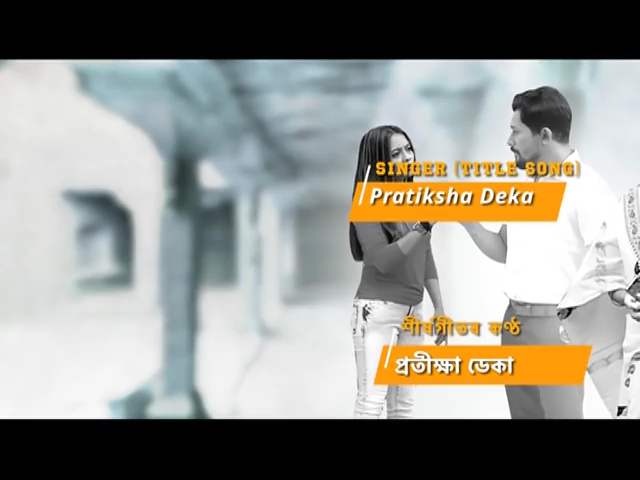 SINGER (TITLE SONG)
Pratiksha Deka
শীৰ্ষগীতৰ কণ্ঠ
প্ৰতীক্ষা ডেকা